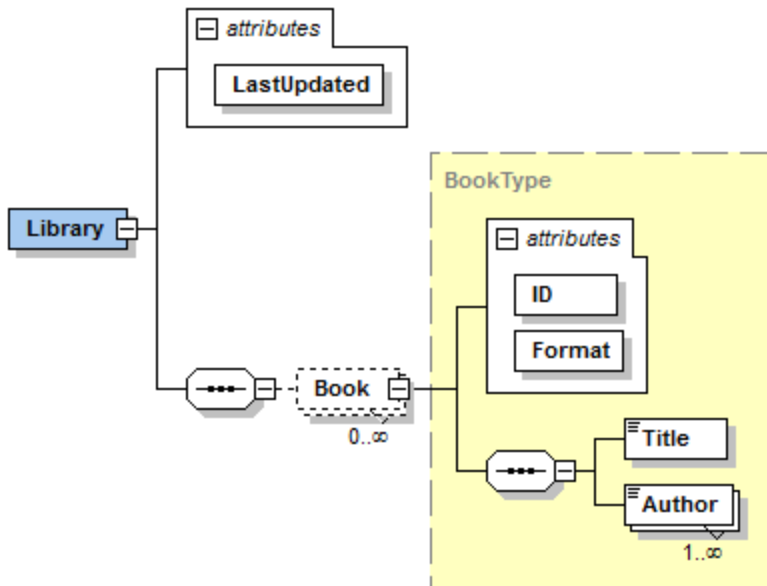 attributes
LastUpdated
BookType
Library
attributes
ID
Format
Book
0..∞
Title
Author
1..∞